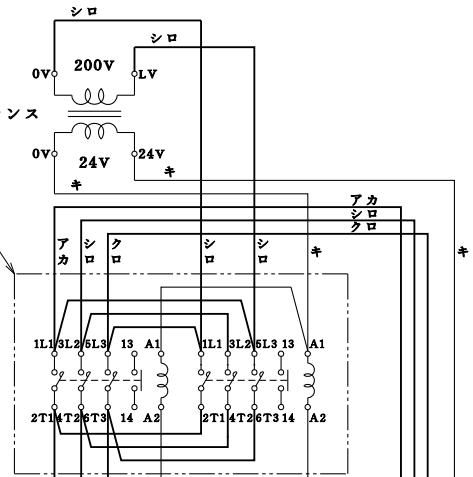 シロ
シロ
0V 200V LV
ンス
0V 24V 24V
キ キ
アカ
シロ
クロ
アカ シロ クロ シロ シロ キ キ
1L1 3L2 5L3 13 A1 1L1 3L2 5L3 13 A1
2T1 4T2 6T3 14 A2 2T1 4T2 6T3 14 A2